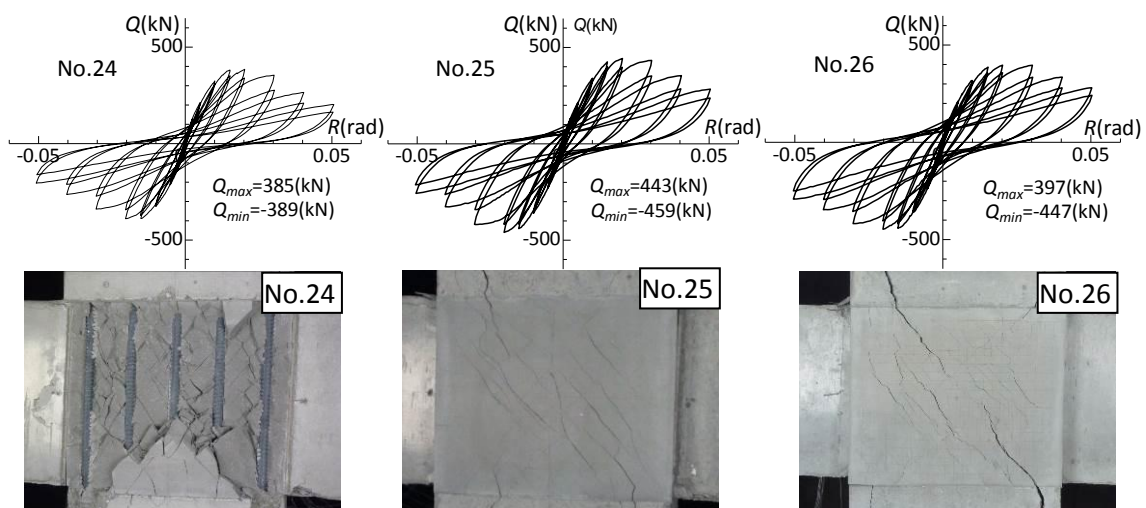 Q(kN)
500
No.24
R(rad)
-0.05
0.05
Qmax=385(kN)
Qmin=-389(kN)
-500
Q(kN)
Q(kN)
500
No.25
R(rad)
-0.05
0.05
Qmax=443(kN)
Qmin=-459(kN)
-500
Q(kN)
500
No.26
R(rad)
-0.05
0.05
Qmax=397(kN)
Qmin=-447(kN)
-500
No.24
No.25
No.26